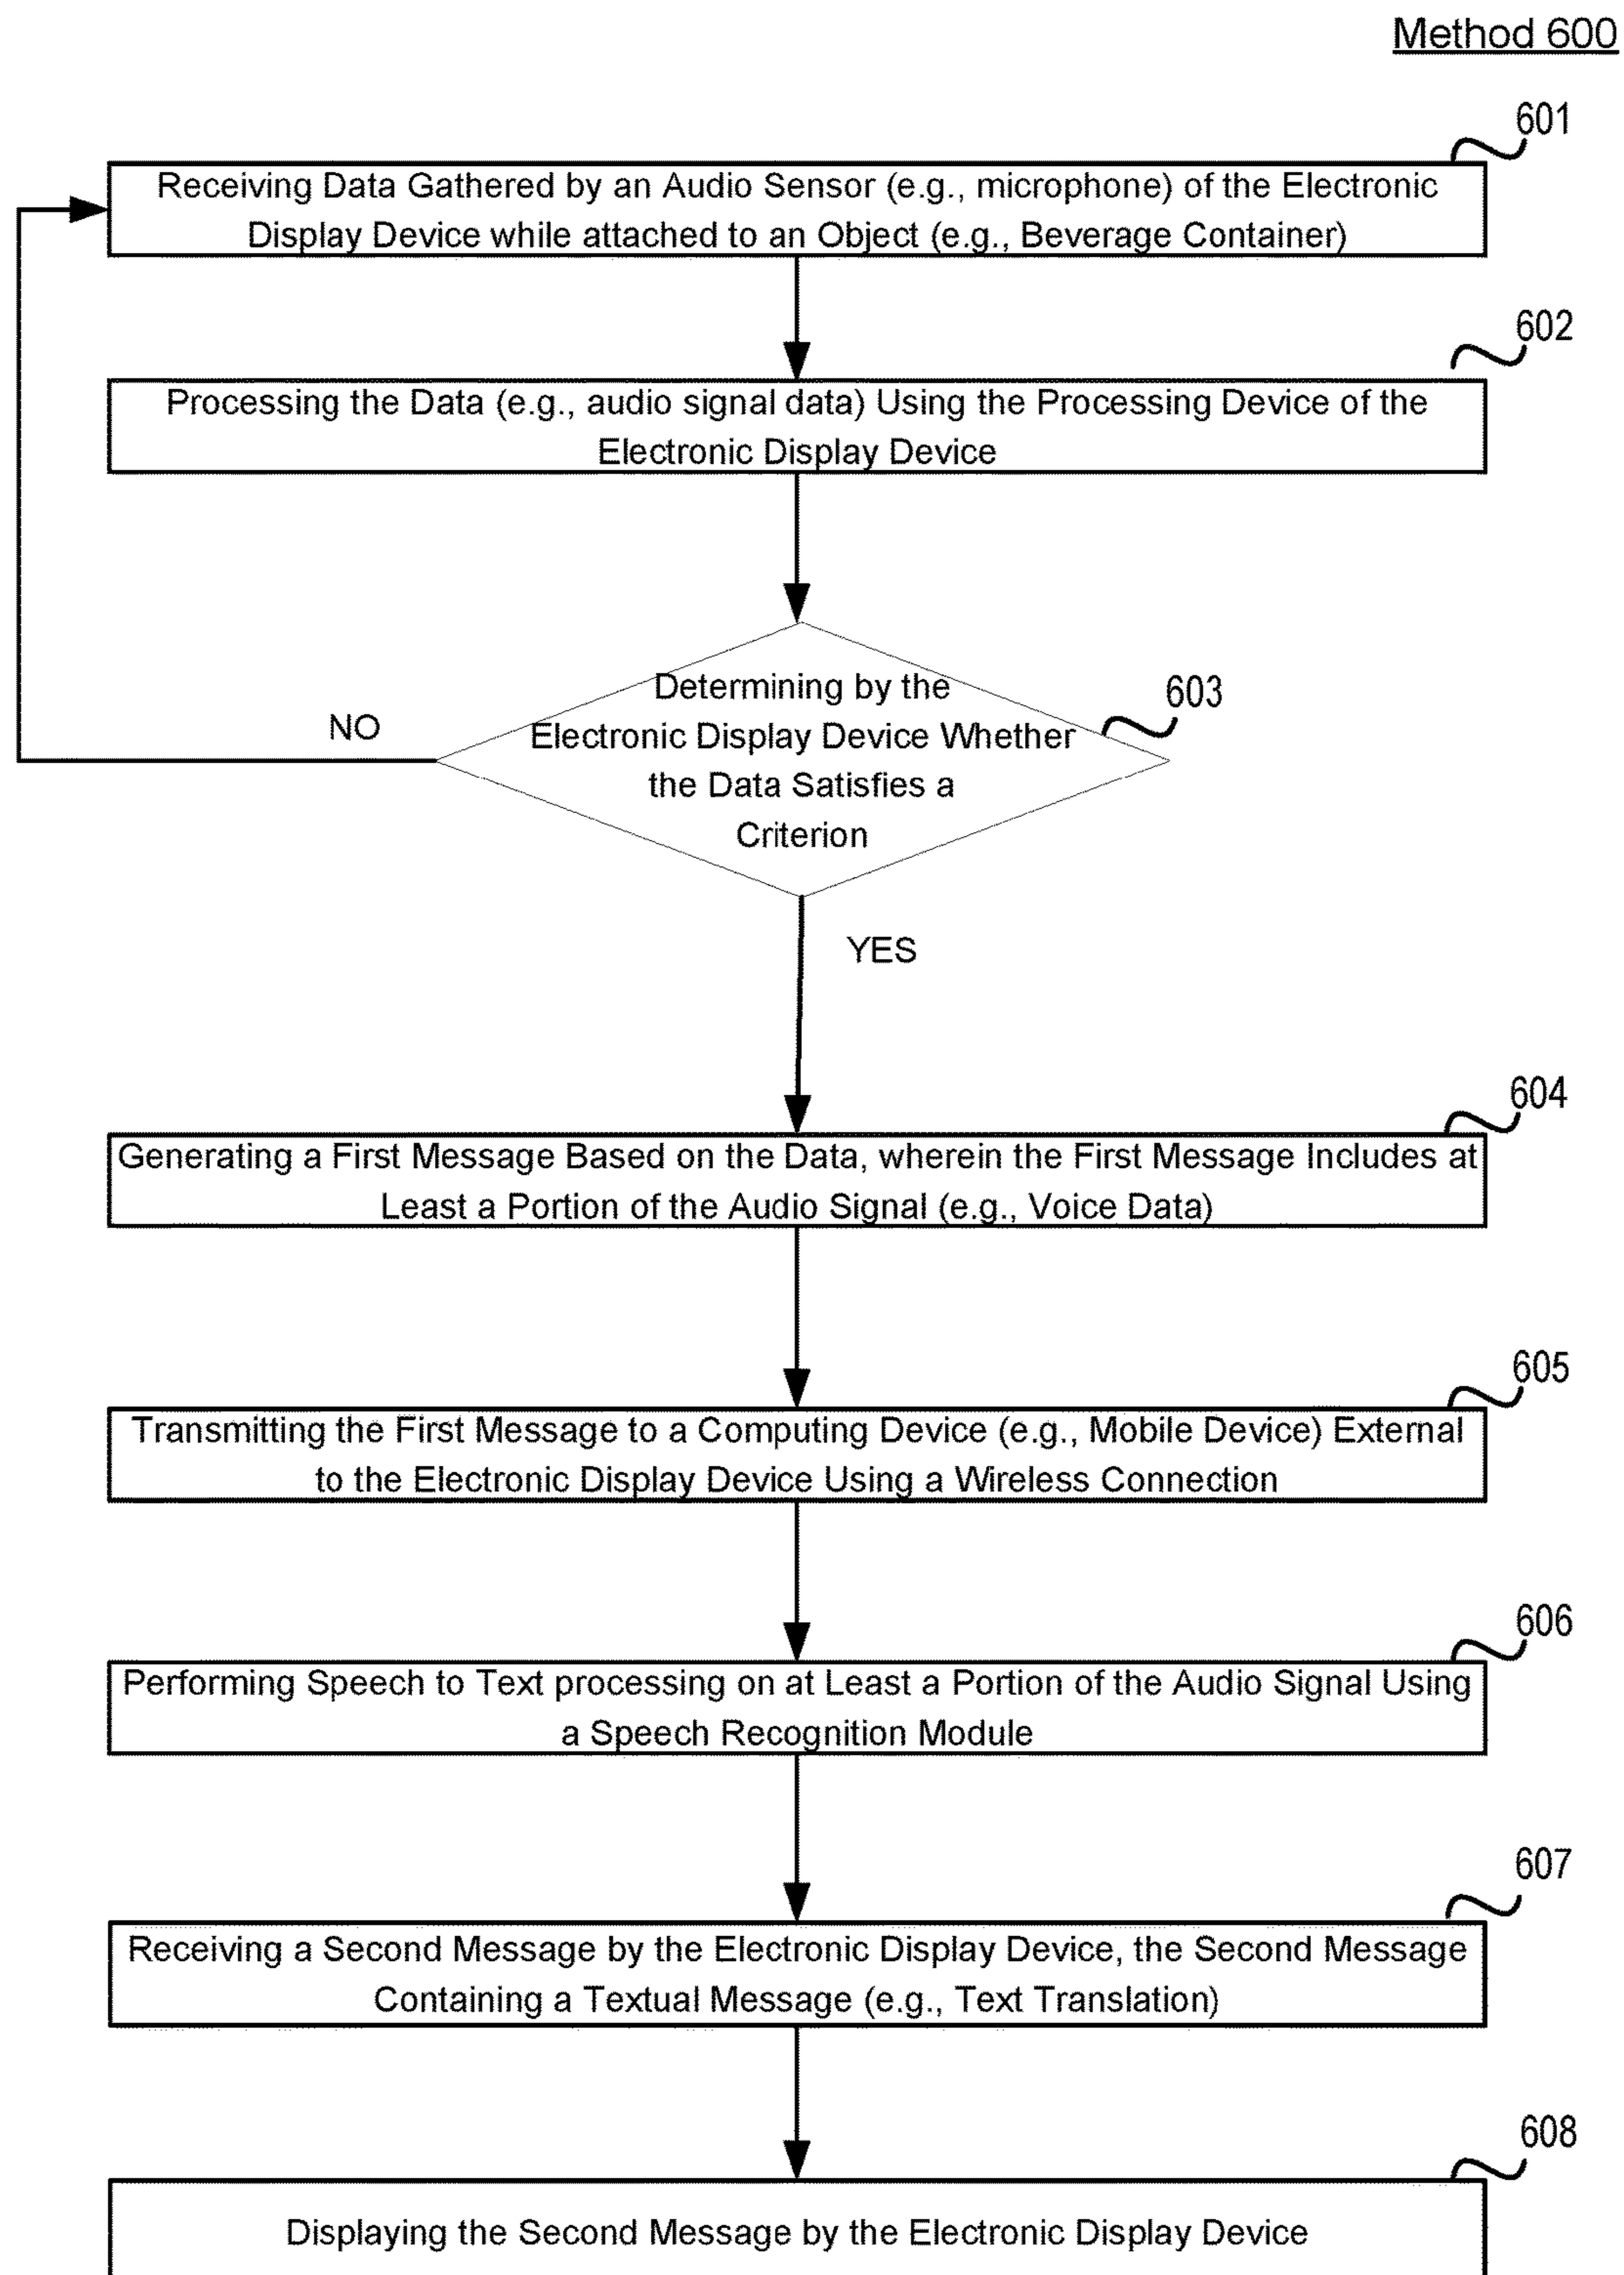 Method 600
601
Receiving Data Gathered by an Audio Sensor (e.g., microphone) of the Electronic
Display Device while attached to an Object (e.g., Beverage Container)
602
Processing the Data (e.g., audio signal data) Using the Processing Device of the
Electronic Display Device
603
Determining by the
Electronic Display Device Whether
the Data Satisfies a
Criterion
NO
YES
604
Generating a First Message Based on the Data, wherein the First Message Includes at
Least a Portion of the Audio Signal (e.g., Voice Data)
605
Transmitting the First Message to a Computing Device (e.g., Mobile Device) External
to the Electronic Display Device Using a Wireless Connection
606
Performing Speech to Text processing on at Least a Portion of the Audio Signal Using
a Speech Recognition Module
607
Receiving a Second Message by the Electronic Display Device, the Second Message
Containing a Textual Message (e.g., Text Translation)
608
Displaying the Second Message by the Electronic Display Device